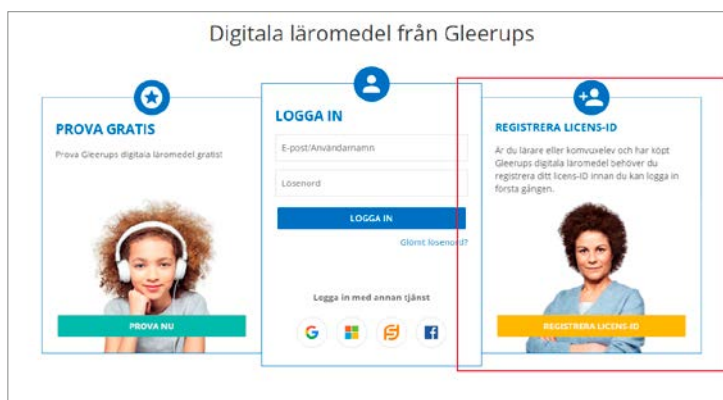 Digitala läromedel från Gleerups
PROVA GRATIS
Prova Gleerups digitala läromedel gratis!
PROVA NU
LOGGA IN
E-post/Användarnamn
Lösenord
LOGGA IN
Glömt lösenord?
Logga in med annan tjänst
REGISTRERA LICENS-ID
Är du lärare eller komvuxelev och har köpt
Gleerups digitala läromedel behöver du
registrera ditt licens-ID innan du kan logga in
första gången.
REGISTRERA LICENS-ID